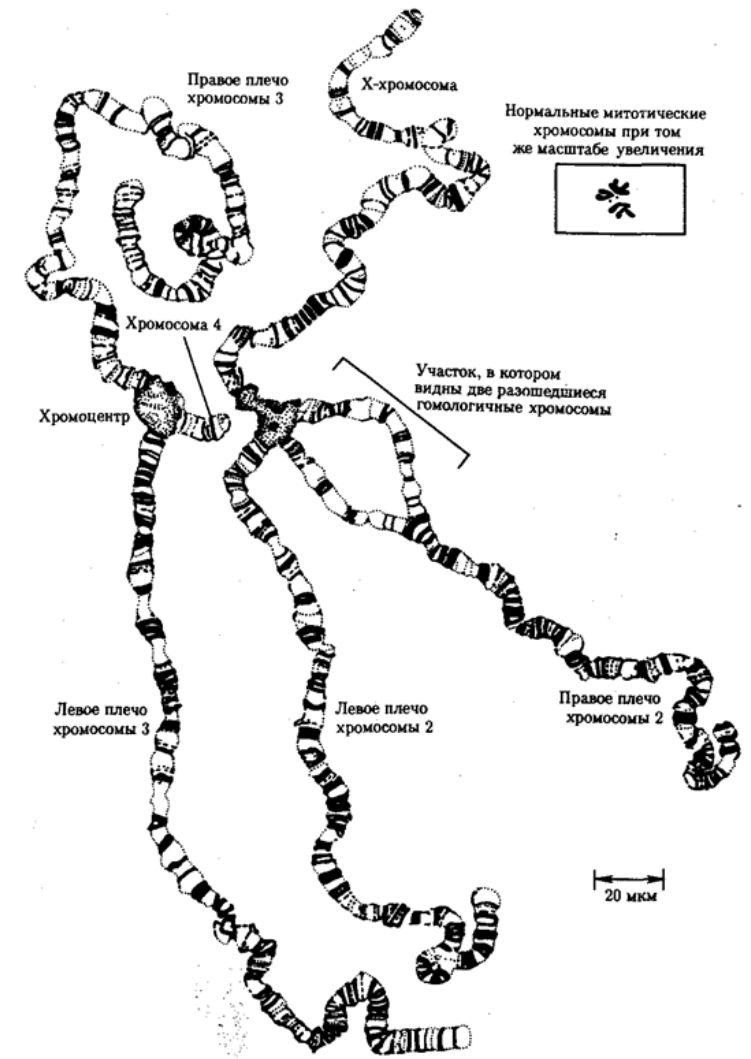 Правое плечо
хромосомы 3
X-хромосома
Нормальные митотические
хромосомы при том
же масштабе увеличения
Хромосома 4
Участок, в котором
видны две разошедшиеся
гомологичные хромосомы
Хромоцентр
Левое плечо
хромосомы 3
Левое плечо
хромосомы 2
Правое плечо
хромосомы 2
20 мкм